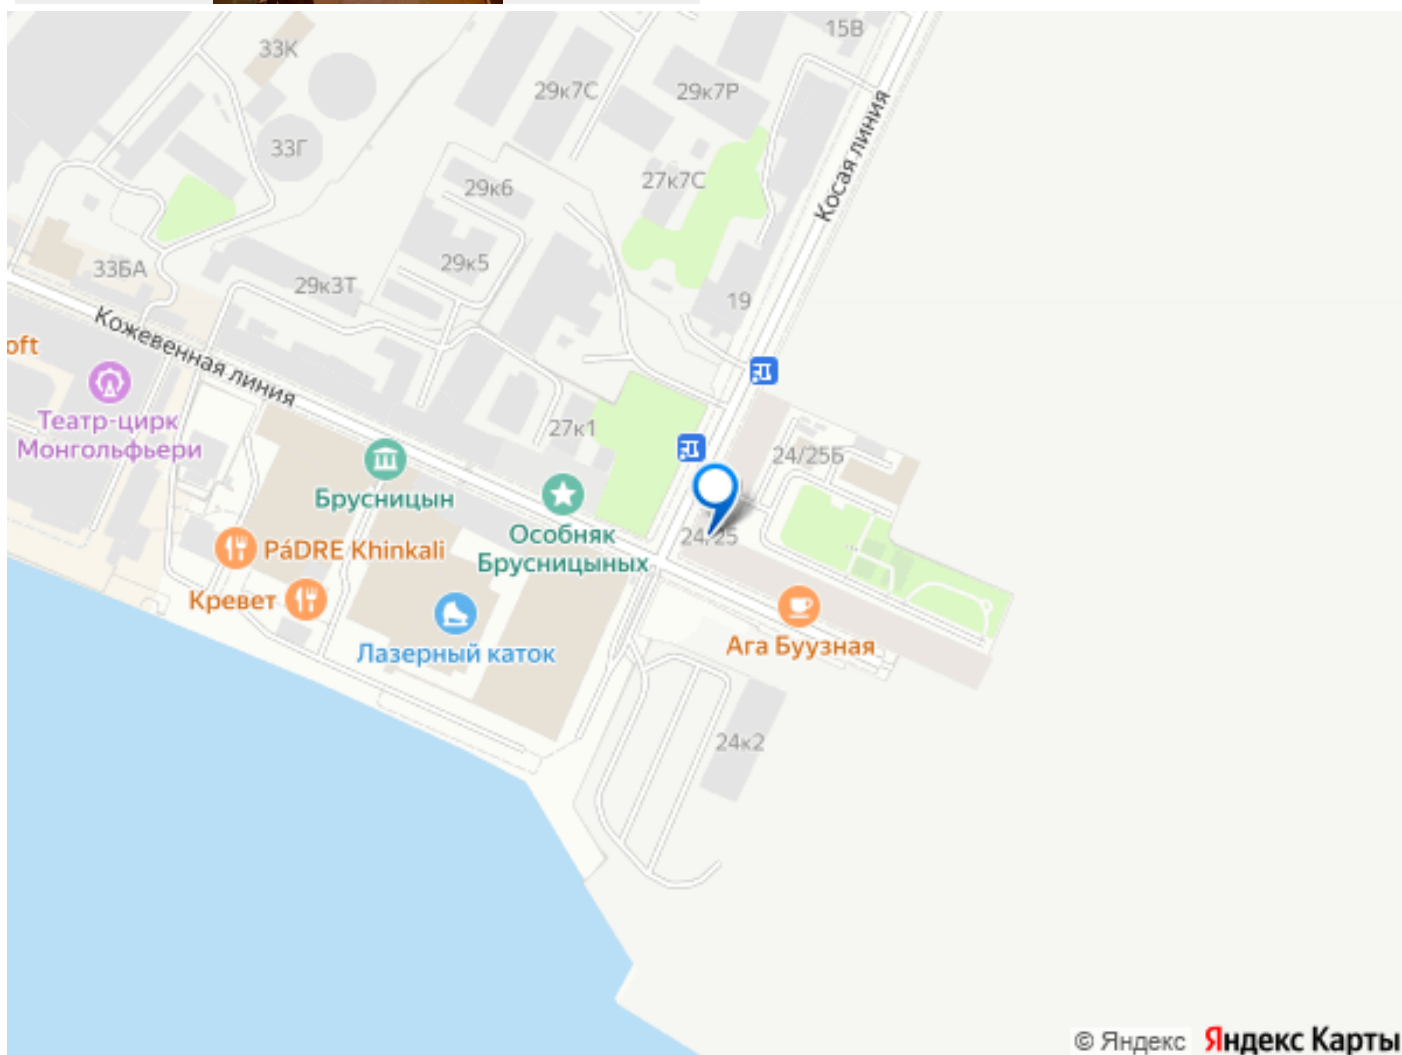 15В
33К
29к7С
29к7Р
Косая линия
33Г
27к7С
29к6
33БА
29к5
29к3Т
19
Кожевенная линия
oft
Театр-цирк
Монгольфьери
27к1
24/25Б
Брусницын
Особняк
Брусницыных
24/25
PáDRE Khinkali
Кревет
Ага Буузная
Лазерный каток
24к2
© Яндекс Яндекс Карты